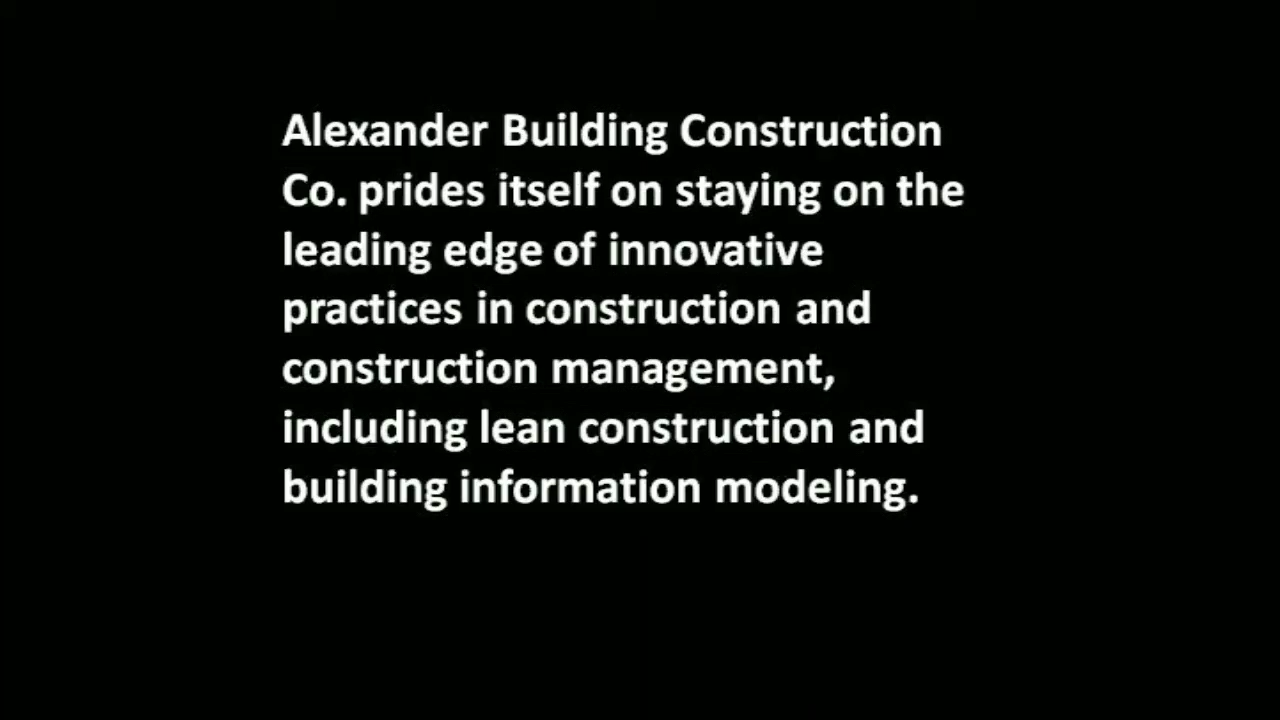 Alexander Building Construction
Co. prides itself on staying on the
leading edge of innovative
practices in construction and
construction management,
including lean construction and
building information modeling.